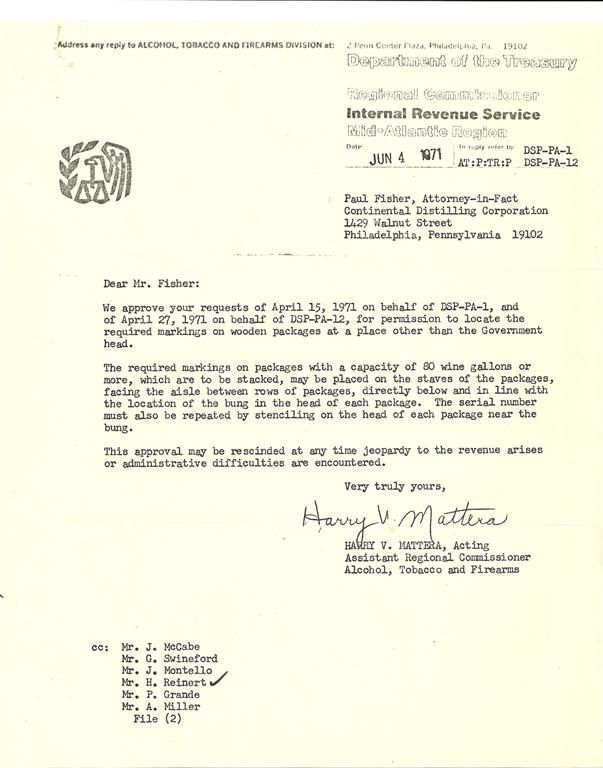 Address any reply to ALCOHOL, TOBACCO AND FIREARMS DIVISION at: 2 Penn Center Plaza, Philadelphia, Pa. 19102
Department of the Treasury
Regional Commissioner
Internal Revenue Service
Mid-Atlantic Region
Date: JUN 4 1971
In reply refer to: DSP-PA-1
AT:P:TR:P DSP-PA-12
Paul Fisher, Attorney-in-Fact
Continental Distilling Corporation
1429 Walnut Street
Philadelphia, Pennsylvania 19102
Dear Mr. Fisher:
We approve your requests of April 15, 1971 on behalf of DSP-PA-1, and
of April 27, 1971 on behalf of DSP-PA-12, for permission to locate the
required markings on wooden packages at a place other than the Government
head.
The required markings on packages with a capacity of 80 wine gallons or
more, which are to be stacked, may be placed on the staves of the packages,
facing the aisle between rows of packages, directly below and in line with
the location of the bung in the head of each package. The serial number
must also be repeated by stenciling on the head of each package near the
bung.
This approval may be rescinded at any time jeopardy to the revenue arises
or administrative difficulties are encountered.
Very truly yours,
Harry V. Mattera
HARRY V. MATTERA, Acting
Assistant Regional Commissioner
Alcohol, Tobacco and Firearms
cc: Mr. J. McCabe
Mr. G. Swineford
Mr. J. Montello
Mr. H. Reinert
Mr. P. Grande
Mr. A. Miller
File (2)